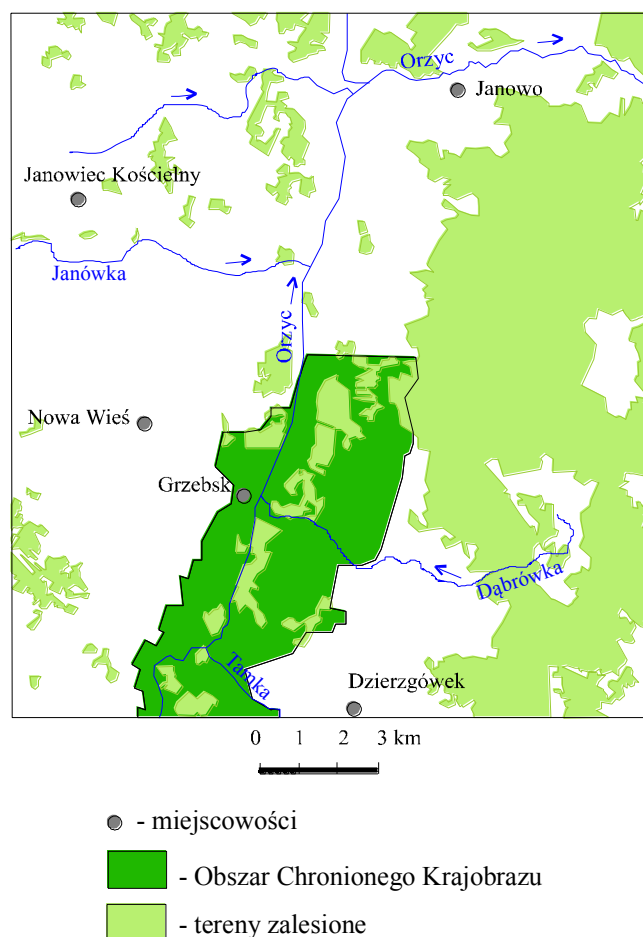 Orzyc
Janowo
Janowiec Kościelny
Janówka
Orzyc
Nowa Wieś
Grzebsk
Dąbrówka
Tamka
Dzierzgówek
0 1 2 3 km
- miejscowości
- Obszar Chronionego Krajobrazu
- tereny zalesione